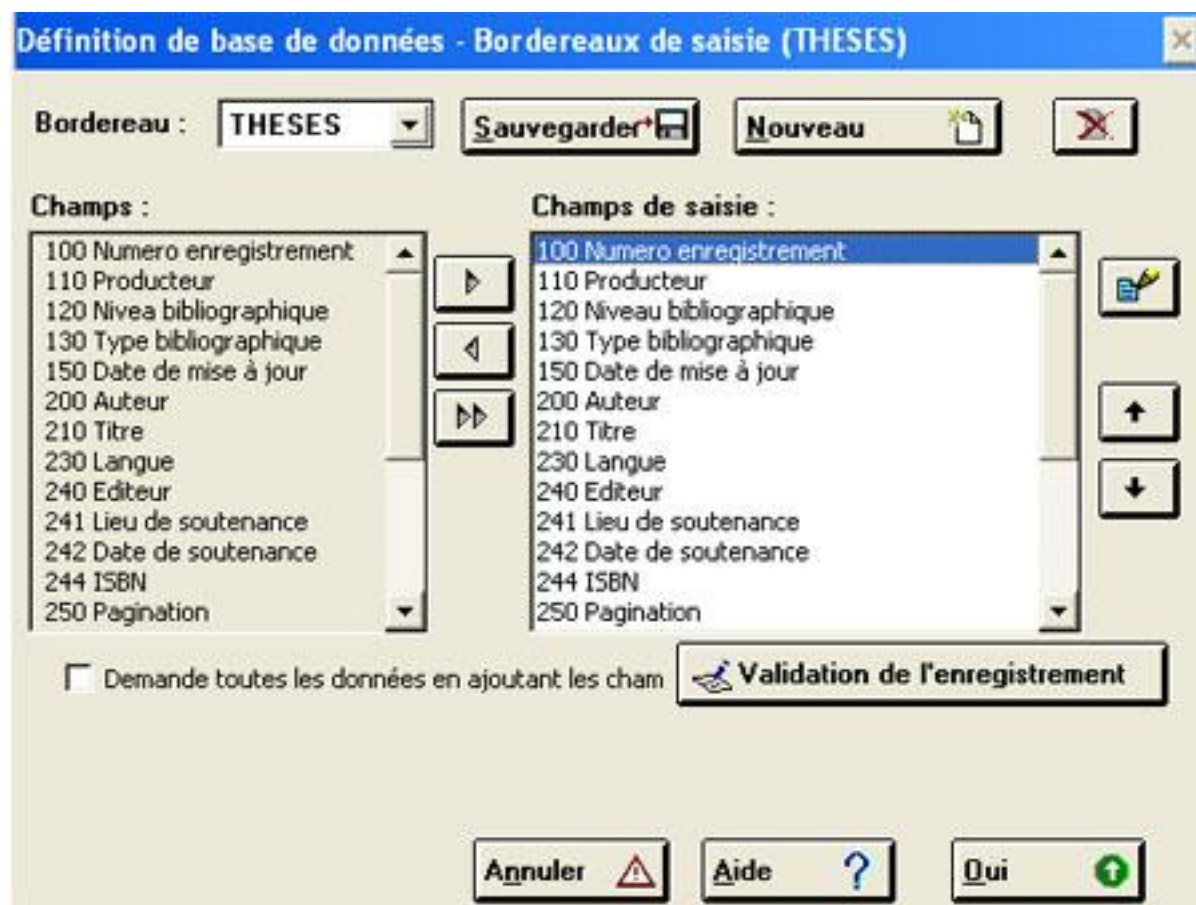 Définition de base de données - Bordereaux de saisie (THESES)
Bordereau : THESES Sauvegarder Nouveau
Champs :
100 Numero enregistrement
110 Producteur
120 Nivea bibliographique
130 Type bibliographique
150 Date de mise à jour
200 Auteur
210 Titre
230 Langue
240 Editeur
241 Lieu de soutenance
242 Date de soutenance
244 ISBN
250 Pagination
Champs de saisie :
100 Numero enregistrement
110 Producteur
120 Niveau bibliographique
130 Type bibliographique
150 Date de mise à jour
200 Auteur
210 Titre
230 Langue
240 Editeur
241 Lieu de soutenance
242 Date de soutenance
244 ISBN
250 Pagination
Demande toutes les données en ajoutant les cham
Validation de l'enregistrement
Annuler Aide Oui